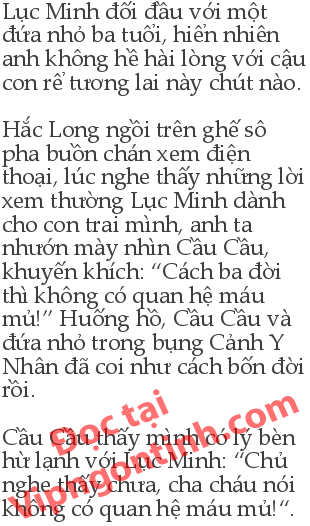 Lục Minh đối đầu với một
đứa nhỏ ba tuổi, hiển nhiên
anh không hề hài lòng với cậu
con rể tương lai này chút nào.
Hắc Long ngồi trên ghế sô
pha buồn chán xem điện
thoại, lúc nghe thấy những lời
xem thường Lục Minh dành
cho con trai mình, anh ta
nhướn mày nhìn Cầu Cầu,
khuyến khích: “Cách ba đời
thì không có quan hệ máu
mủ!” Huống hồ, Cầu Cầu và
đứa nhỏ trong bụng Cảnh Y
Nhân đã coi như cách bốn đời
rồi.
Cầu Cầu thấy mình có lý bèn
hừ lạnh với Lục Minh: “Chủ
nghe thấy chưa, cha cháu nói
không có quan hệ máu mủ!“.
Đọc tại
Vipngontinh.com